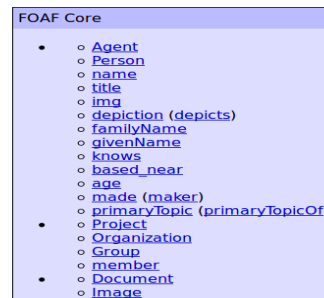 FOAF Core
Agent
Person
name
title
img
depiction (depicts)
familyName
givenName
knows
based_near
age
made (maker)
primaryTopic (primaryTopicOf
Project
Organization
Group
member
Document
Image